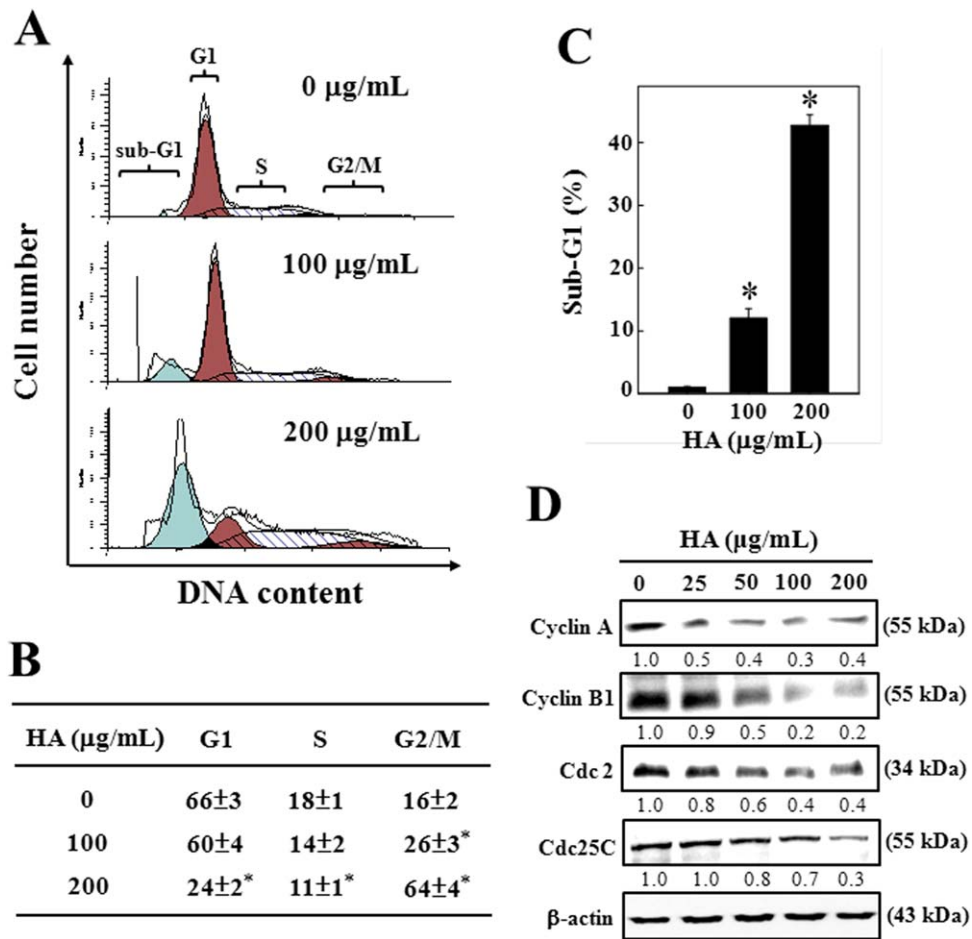 A
G1
0 µg/mL
sub-G1
S
G2/M
100 µg/mL
200 µg/mL
Cell number
DNA content
B
HA (µg/mL) G1 S G2/M
0 66±3 18±1 16±2
100 60±4 14±2 26±3*
200 24±2* 11±1* 64±4*
C
Sub-G1 (%)
40
30
20
10
0
* *
0 100 200
HA (µg/mL)
D
HA (µg/mL)
0 25 50 100 200
Cyclin A (55 kDa)
1.0 0.5 0.4 0.3 0.4
Cyclin B1 (55 kDa)
1.0 0.9 0.5 0.2 0.2
Cdc 2 (34 kDa)
1.0 0.8 0.6 0.4 0.4
Cdc25C (55 kDa)
1.0 1.0 0.8 0.7 0.3
β-actin (43 kDa)